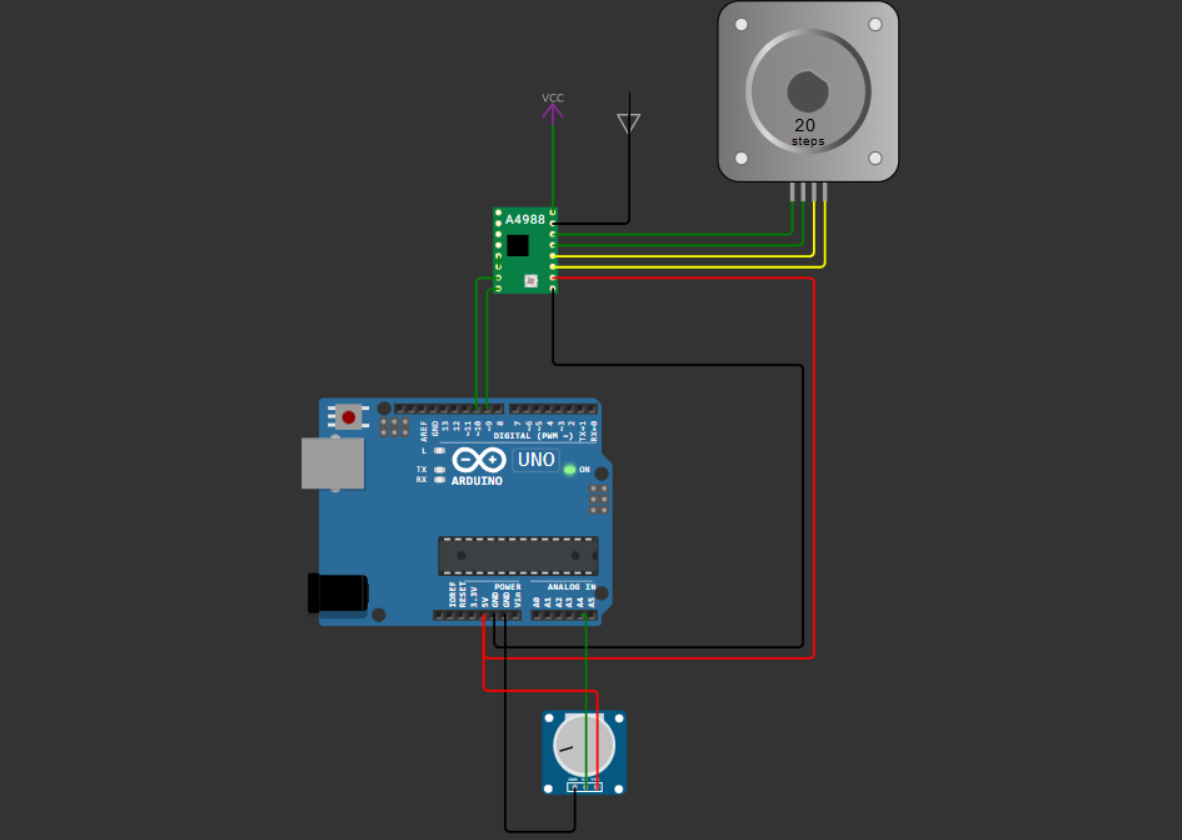 20
steps
VCC
A4988
AREF
GND
13
12
~11
~10
~9
8
7
~6
~5
4
~3
2
TX→1
RX←0
DIGITAL (PWM ~)
L
TX
RX
UNO
ON
ARDUINO
IOREF
RESET
3.3V
5V
GND
GND
Vin
POWER
ANALOG IN
A0
A1
A2
A3
A4
A5